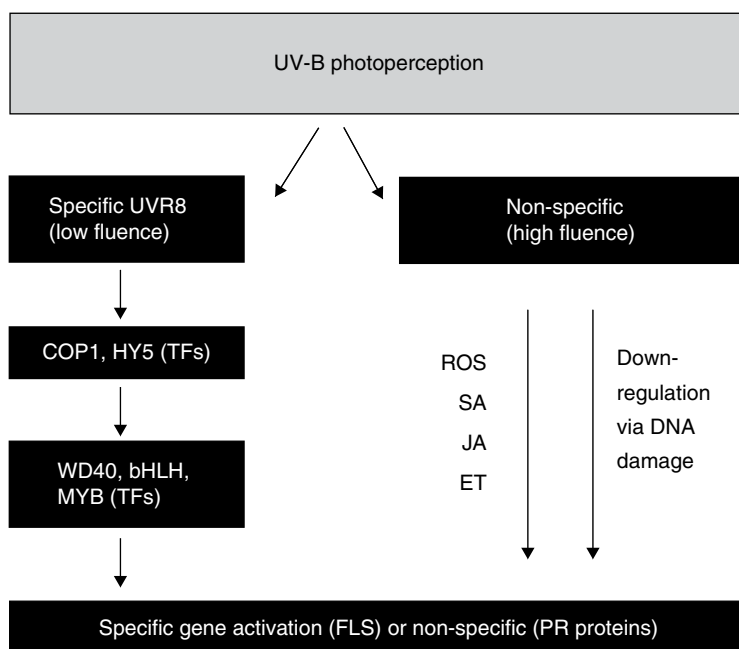 UV-B photoperception
Specific UVR8
(low fluence)
Non-specific
(high fluence)
COP1, HY5 (TFs)
WD40, bHLH,
MYB (TFs)
ROS
SA
JA
ET
Down-
regulation
via DNA
damage
Specific gene activation (FLS) or non-specific (PR proteins)